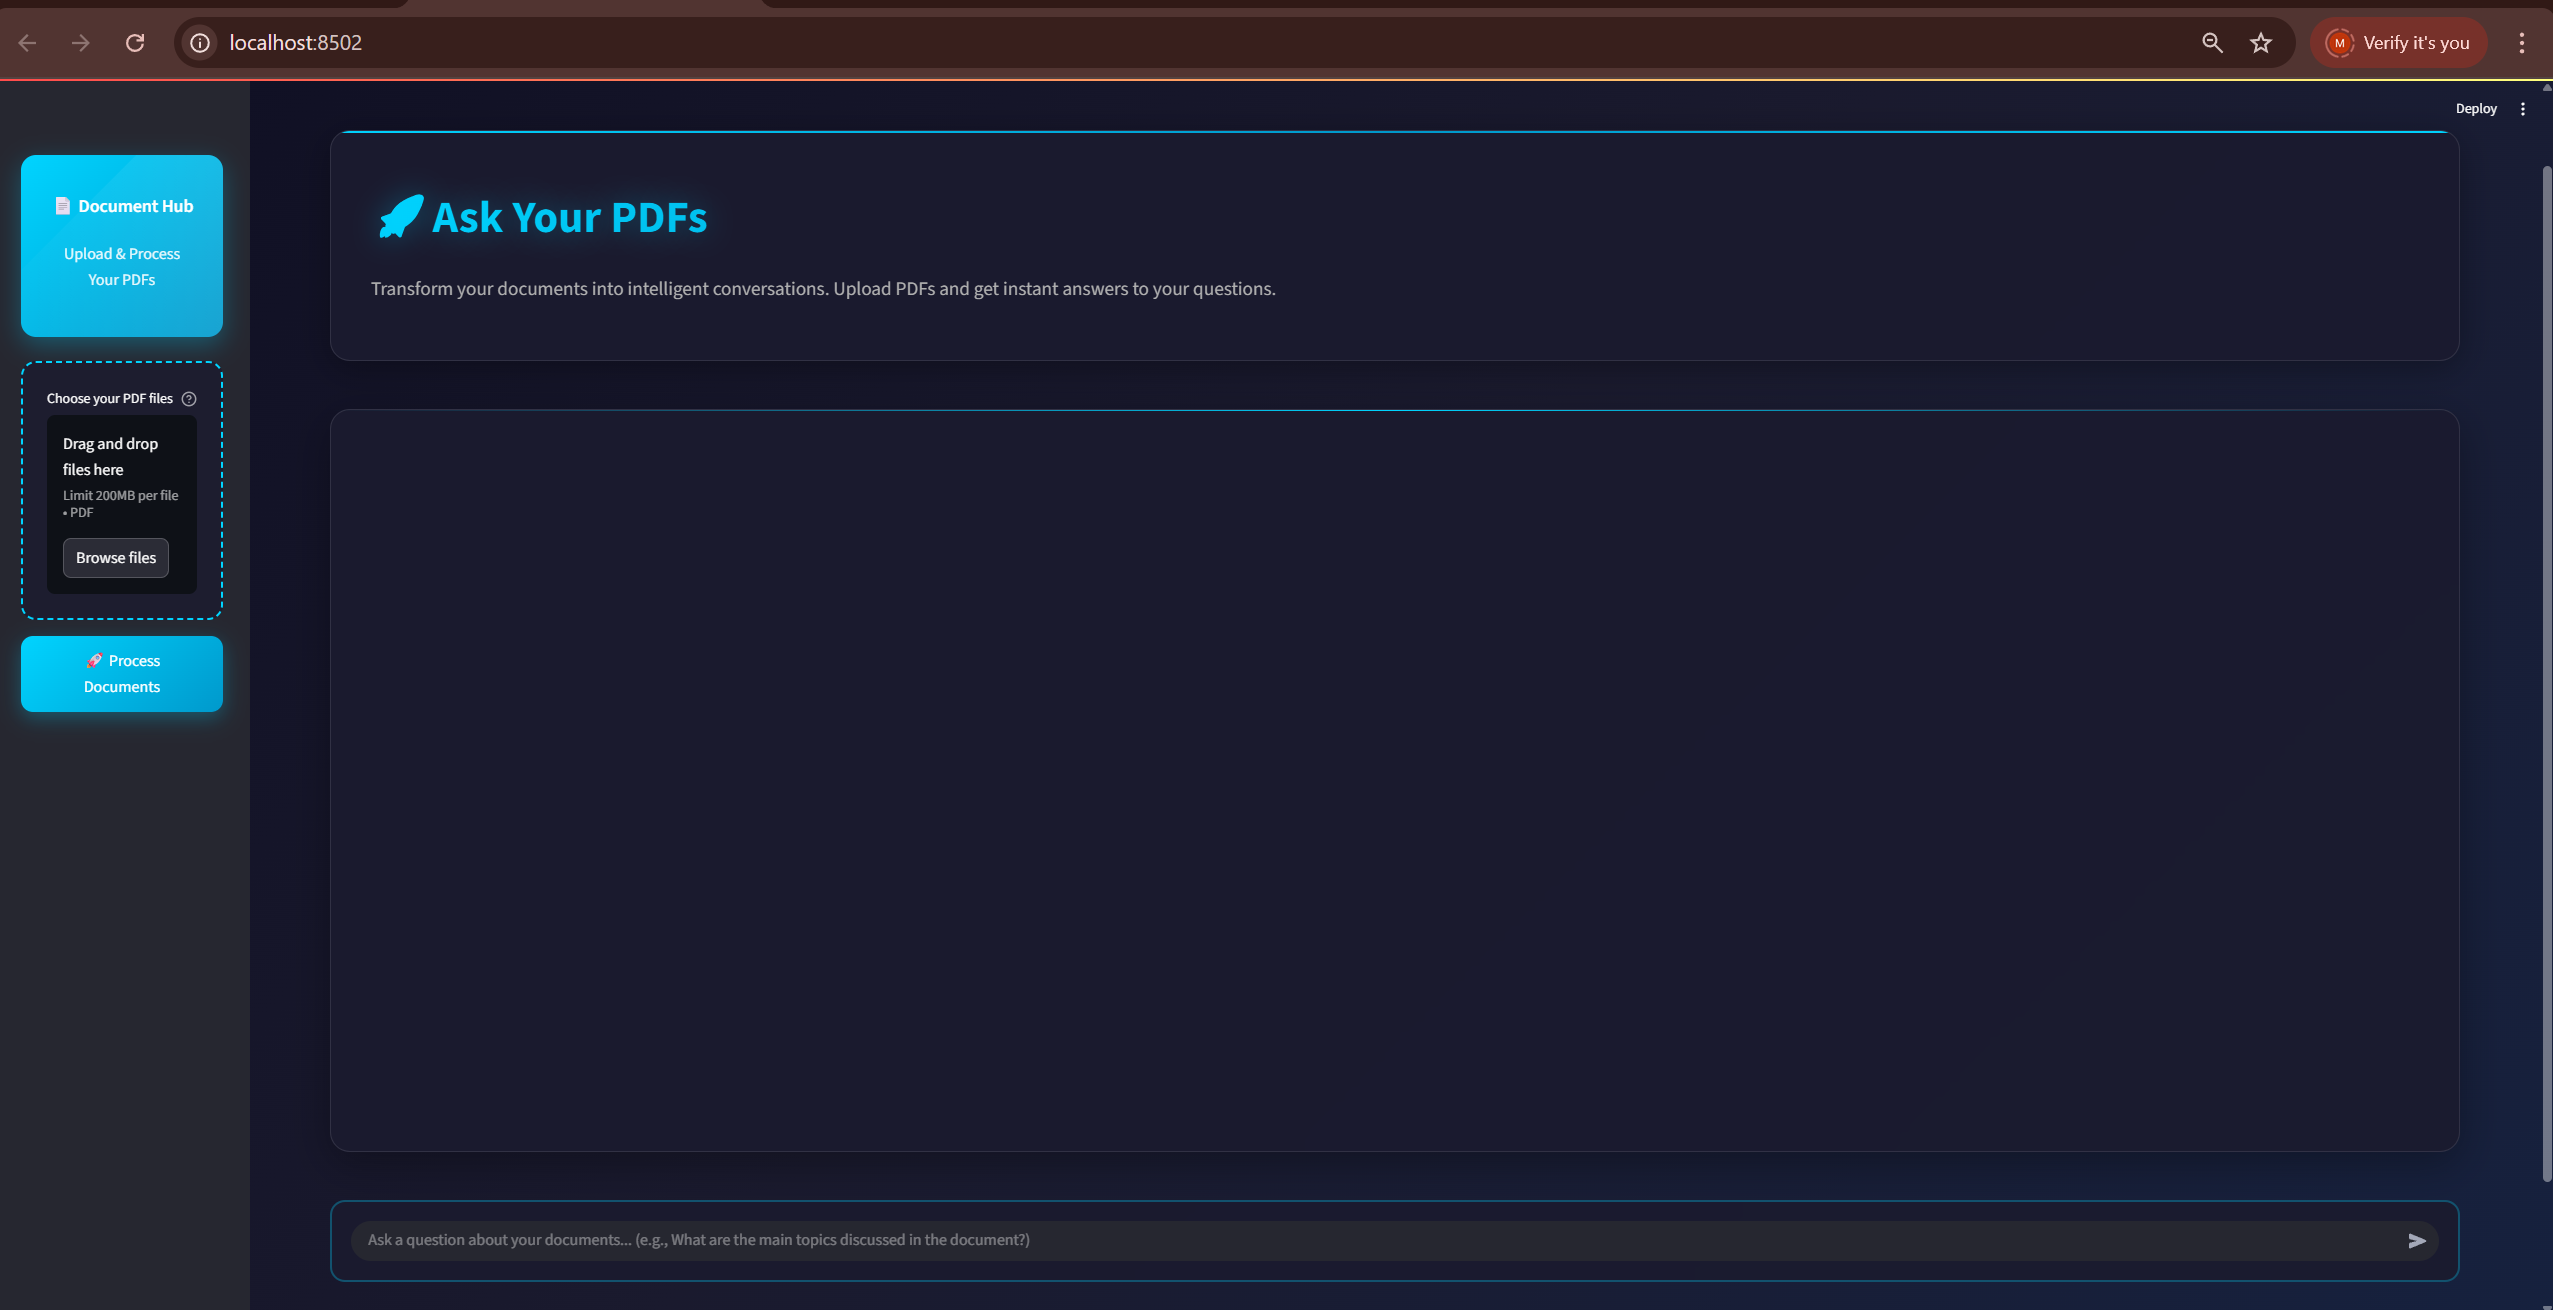 localhost:8502
M Verify it's you
Deploy
Document Hub
Upload & Process
Your PDFs
Choose your PDF files
Drag and drop
files here
Limit 200MB per file
• PDF
Browse files
Process
Documents
Ask Your PDFs
Transform your documents into intelligent conversations. Upload PDFs and get instant answers to your questions.
Ask a question about your documents... (e.g., What are the main topics discussed in the document?)